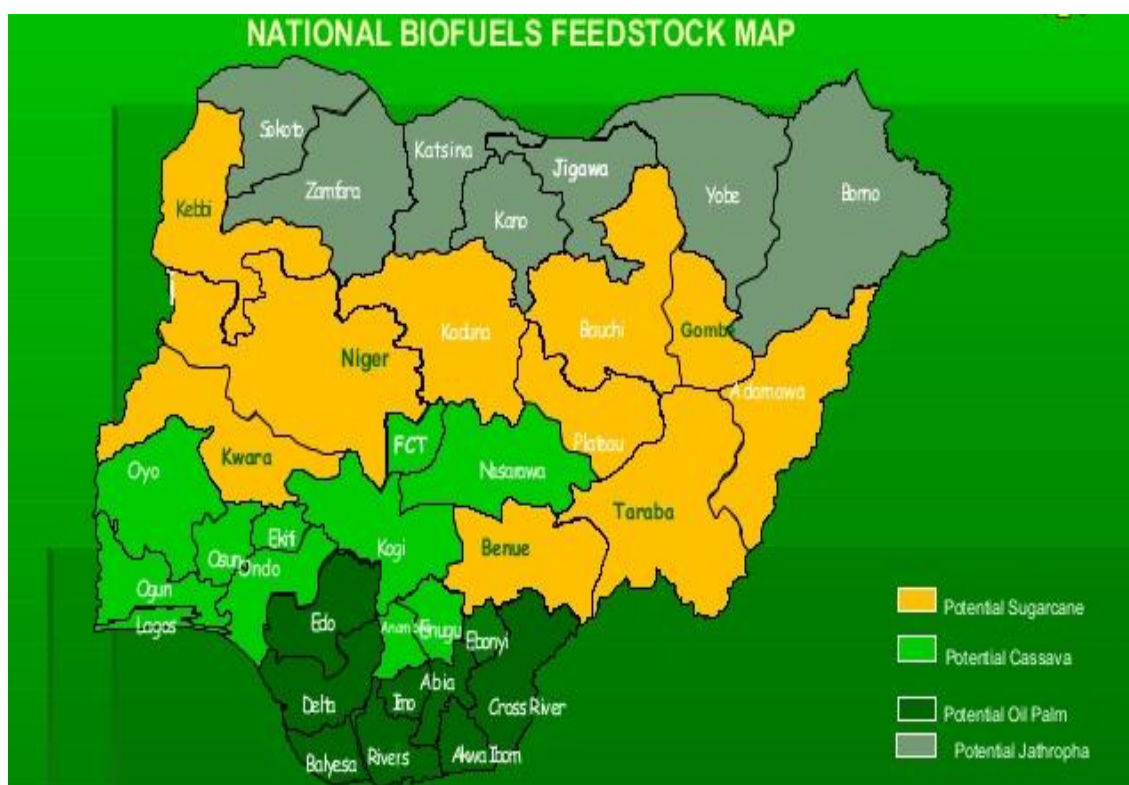 NATIONAL BIOFUELS FEEDSTOCK MAP
Sokoto
Katsina
Jigawa
Zamfara
Kano
Yobe
Borno
Kebbi
Kaduna
Bauchi
Gombe
Niger
Adamawa
Plateau
FCT
Kwara
Oyo
Nasarawa
Taraba
Ekiti
Kogi
Benue
Osun
Ondo
Ogun
Lagos
Edo
Enugu
Ebonyi
Abia
Delta
Imo
Cross River
Balyesa
Rivers
Akwa Ibom
Potential Sugarcane
Potential Cassava
Potential Oil Palm
Potential Jathropha